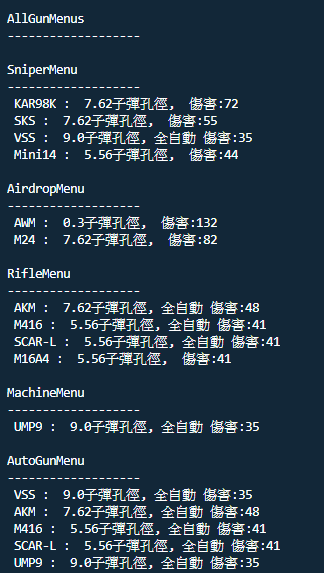 AllGunMenus
-------------------
SniperMenu
-------------------
KAR98K :  7.62子彈孔徑,  傷害:72
SKS :  7.62子彈孔徑,  傷害:55
VSS :  9.0子彈孔徑,全自動 傷害:35
Mini14 :  5.56子彈孔徑,  傷害:44
AirdropMenu
-------------------
AWM :  0.3子彈孔徑,  傷害:132
M24 :  7.62子彈孔徑,  傷害:82
RifleMenu
-------------------
AKM :  7.62子彈孔徑,全自動 傷害:48
M416 :  5.56子彈孔徑,全自動 傷害:41
SCAR-L :  5.56子彈孔徑,全自動 傷害:41
M16A4 :  5.56子彈孔徑,  傷害:41
MachineMenu
-------------------
UMP9 :  9.0子彈孔徑,全自動 傷害:35
AutoGunMenu
-------------------
VSS :  9.0子彈孔徑,全自動 傷害:35
AKM :  7.62子彈孔徑,全自動 傷害:48
M416 :  5.56子彈孔徑,全自動 傷害:41
SCAR-L :  5.56子彈孔徑,全自動 傷害:41
UMP9 :  9.0子彈孔徑,全自動 傷害:35